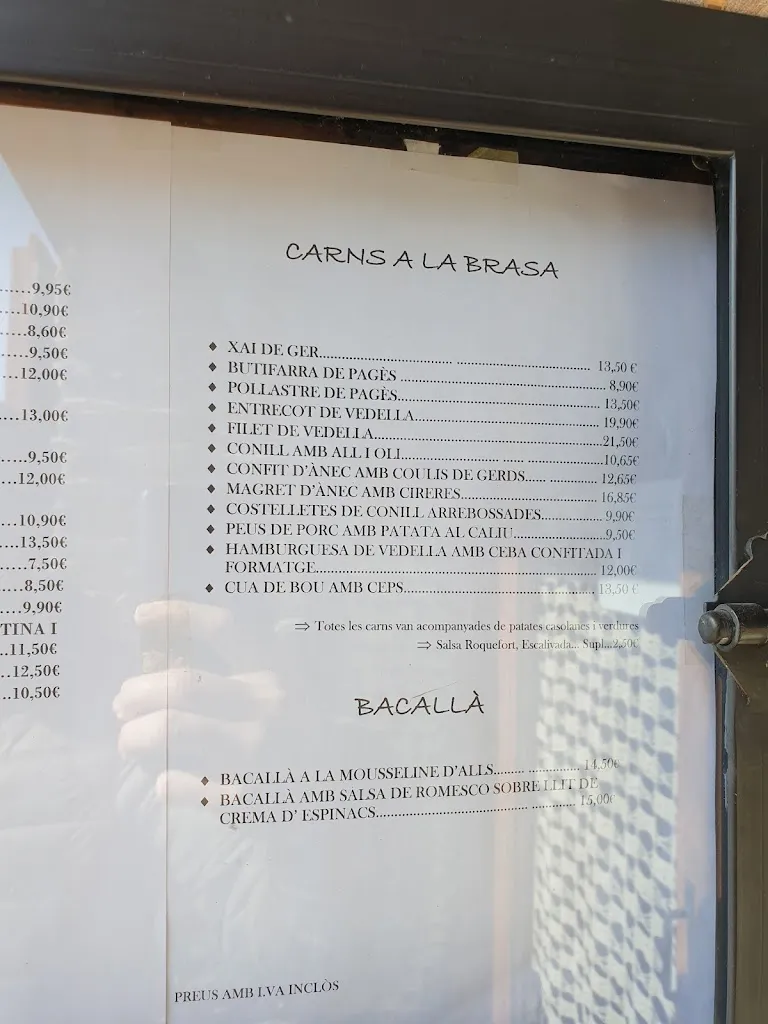 .....9,95€
....10,90€
.....8,60€
.....9,50€
...12,00€
....13,00€
.....9,50€
...12,00€
...10,90€
...13,50€
.....7,50€
.....8,50€
.....9,90€
TINA I
..11,50€
..12,50€
..10,50€
CARNS A LA BRASA
♦ XAI DE GER.................................................. 13,50 €
♦ BUTIFARRA DE PAGÈS .................................................. 8,90€
♦ POLLASTRE DE PAGÈS.................................................. 13,50€
♦ ENTRECOT DE VEDELLA.............................................. 19,90€
♦ FILET DE VEDELLA.......................................................21,50€
♦ CONILL AMB ALL I OLI........................ ..... ....................10,65€
♦ CONFIT D'ÀNEC AMB COULIS DE GERDS..... ............. 12,65€
♦ MAGRET D'ÀNEC AMB CIRERES................................. 16,85€
♦ COSTELLETES DE CONILL ARREBOSSADES............... 9,90€
♦ PEUS DE PORC AMB PATATA AL CALIU......................9,50€
♦ HAMBURGUESA DE VEDELLA AMB CEBA CONFITADA I
FORMATGE................................................................... 12,00€
♦ CUA DE BOU AMB CEPS............................................. 13,50 €
⇒ Totes les carns van acompanyades de patates casolanes i verdures
⇒ Salsa Roquefort, Escalivada... Supl...2,50€
BACALLÀ
♦ BACALLÀ A LA MOUSSELINE D'ALLS........ ............. 14,50€
♦ BACALLÀ AMB SALSA DE ROMESCO SOBRE LLIT DE
CREMA D' ESPINACS.................................... ........... 15,00€
PREUS AMB I.VA INCLÒS